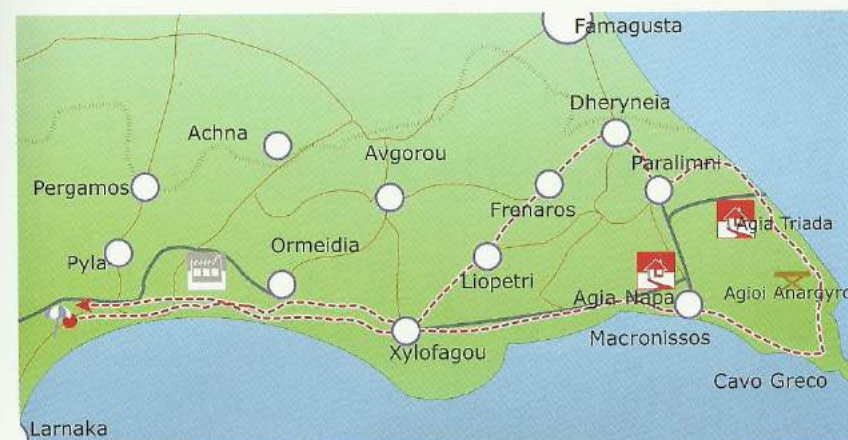 Famagusta
Dheryneia
Achna
Avgorou
Paralimni
Pergamos
Frenaros
Agia Triada
Pyla
Ormeidia
Liopetri
Agia Napa
Agioi Anargyro
Macronissos
Xylofagou
Cavo Greco
Larnaka